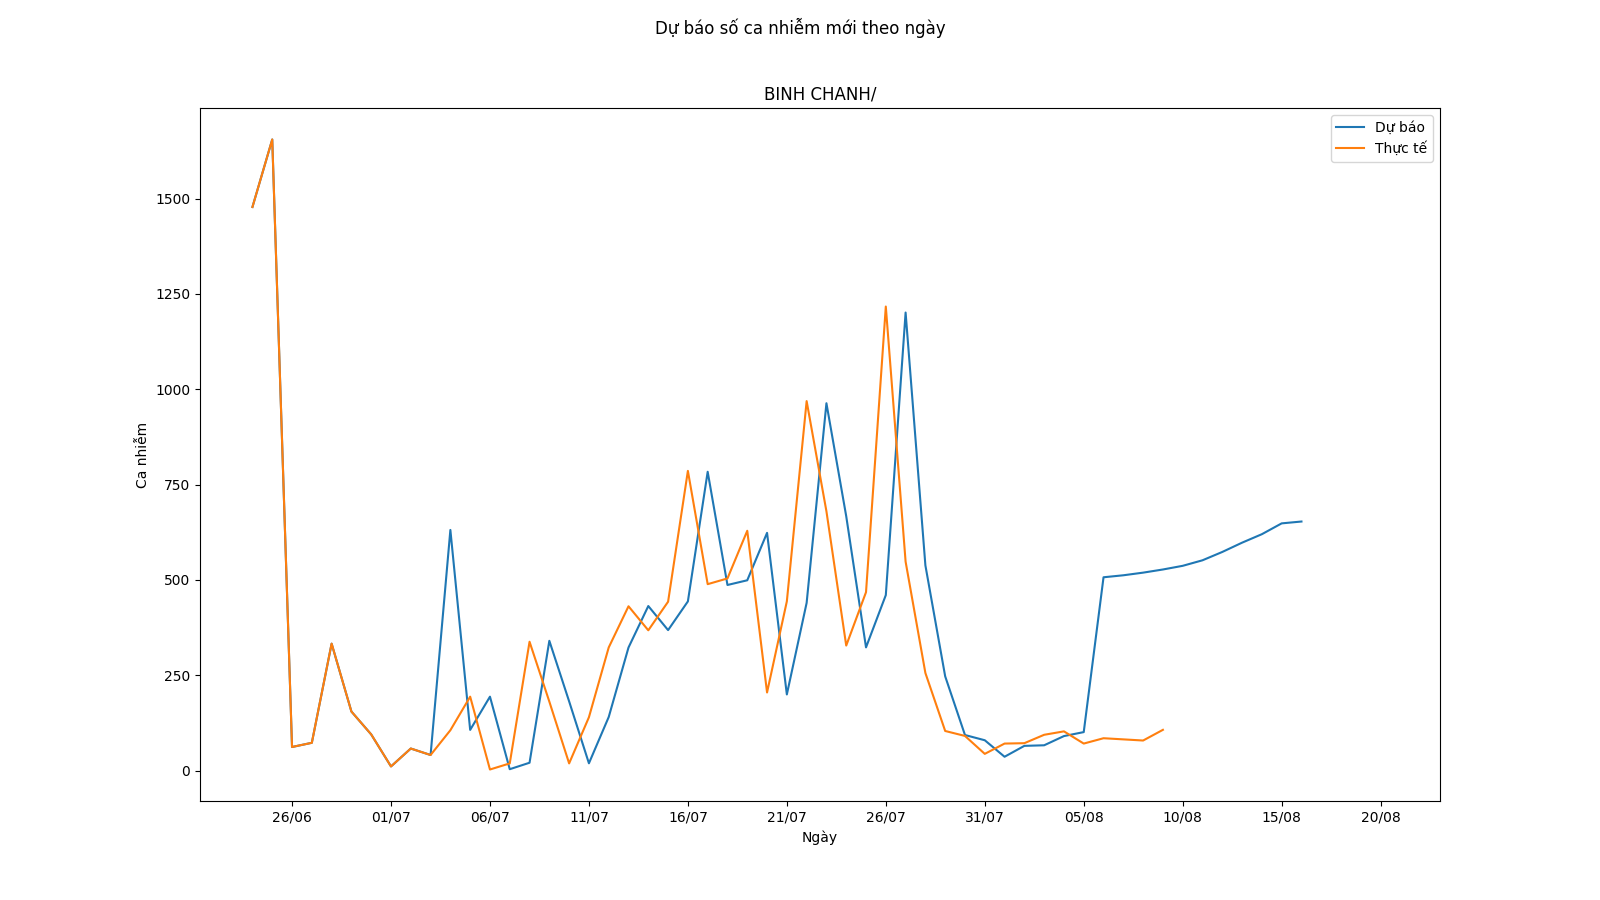 Dự báo số ca nhiễm mới theo ngày
BINH CHANH/
Dự báo
Thực tế
1500
1250
1000
750
500
250
0
Ca nhiễm
26/06 01/07 06/07 11/07 16/07 21/07 26/07 31/07 05/08 10/08 15/08 20/08
Ngày